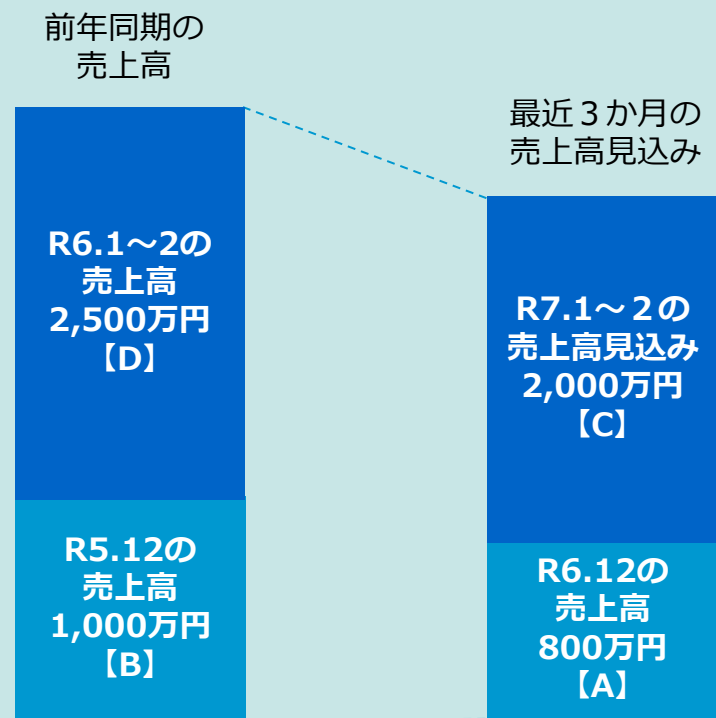 前年同期の
売上高
R6.1～2の
売上高
2,500万円
【D】
R5.12の
売上高
1,000万円
【B】
最近３か月の
売上高見込み
R7.1～２の
売上高見込み
2,000万円
【C】
R6.12の
売上高
800万円
【A】